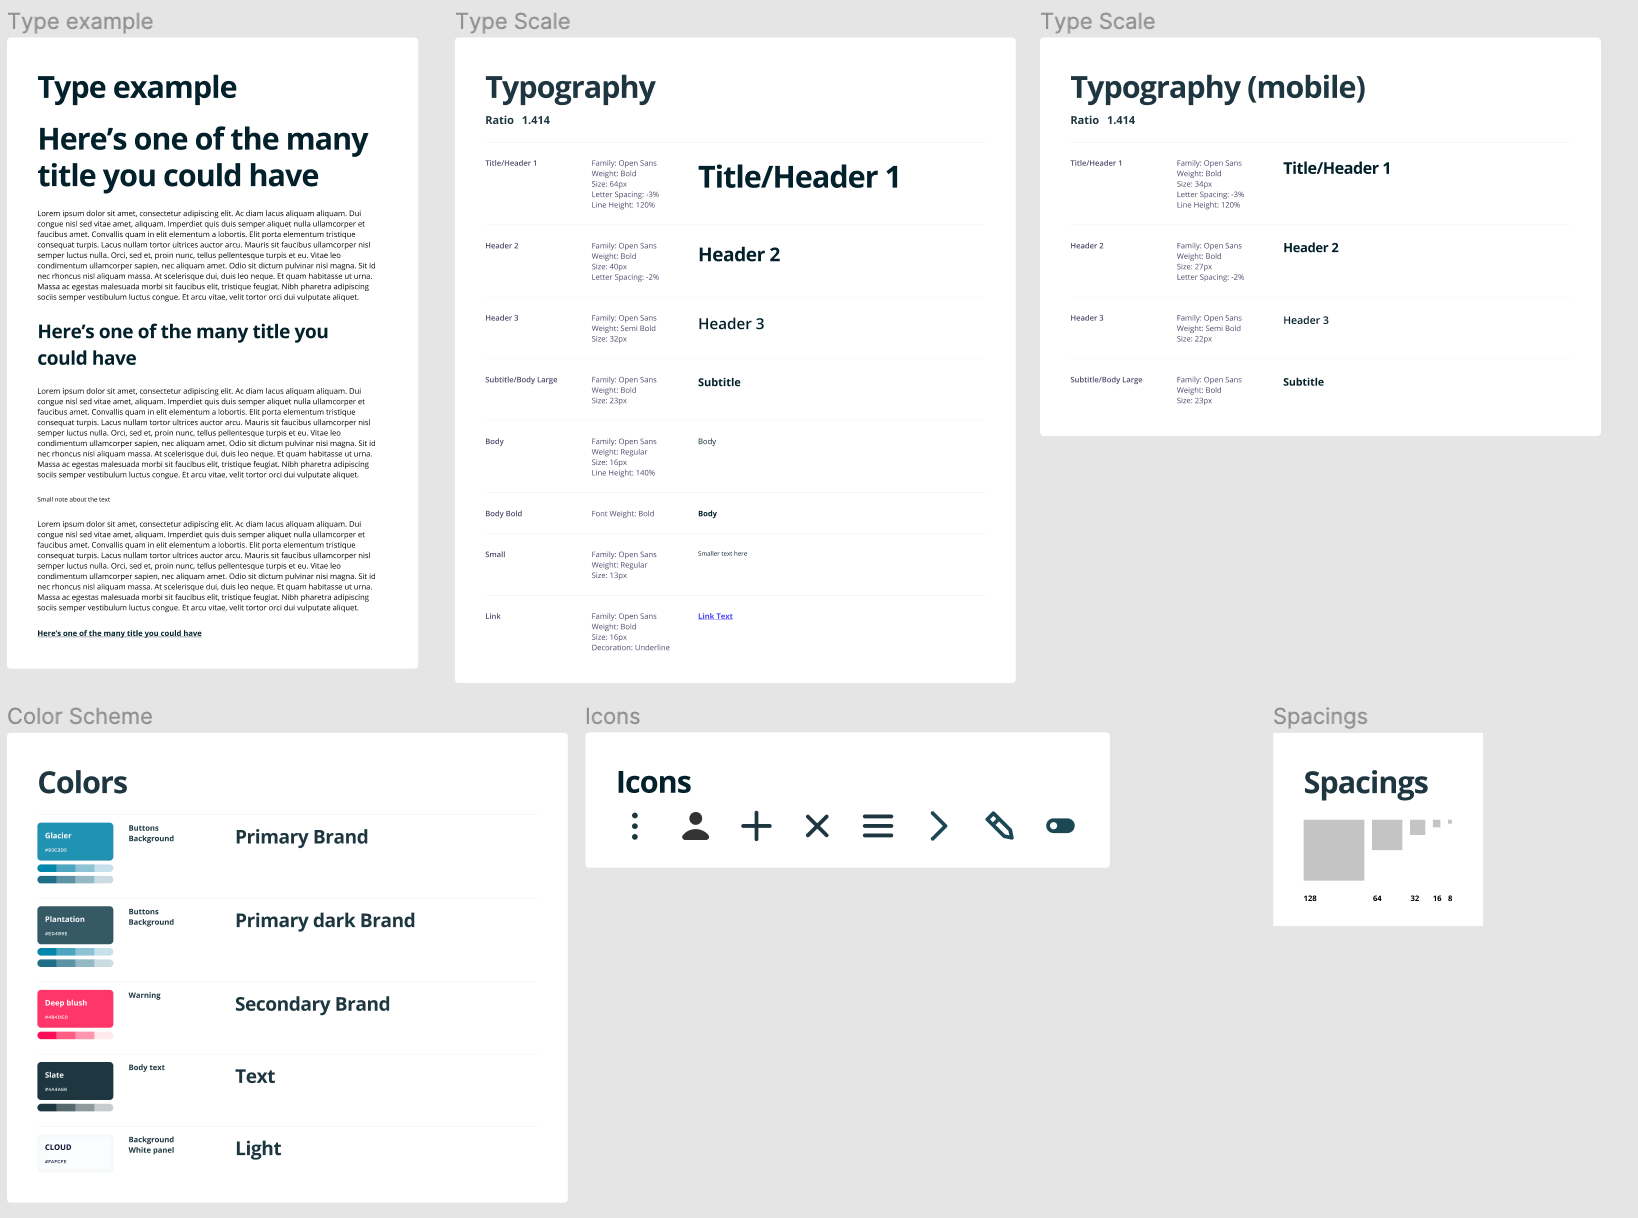 Type example
Type example
Here's one of the many
title you could have
Lorem ipsum dolor sit amet, consectetur adipiscing elit. Ac diam lacus aliquam aliquam. Dui
congue nisl sed vitae amet, aliquam. Imperdiet quis duis semper aliquet nulla ullamcorper et
faucibus amet. Convallis quam in elit elementum a lobortis. Elit porta elementum tristique
consequat turpis. Lacus nullam tortor ultrices auctor arcu. Mauris sit faucibus ullamcorper nisl
semper luctus nulla. Orci, sed et, proin nunc, tellus pellentesque turpis et eu. Vitae leo
condimentum ullamcorper sapien, nec aliquam amet. Odio sit dictum pulvinar nisi magna. Sit id
nec rhoncus nisl aliquam massa. At scelerisque dui, duis leo neque. Et quam habitasse ut urna.
Massa ac egestas malesuada morbi sit faucibus elit, tristique feugiat. Nibh pharetra adipiscing
sociis semper vestibulum luctus congue. Et arcu vitae, velit tortor orci dui vulputate aliquet.
Here's one of the many title you
could have
Lorem ipsum dolor sit amet, consectetur adipiscing elit. Ac diam lacus aliquam aliquam. Dui
congue nisl sed vitae amet, aliquam. Imperdiet quis duis semper aliquet nulla ullamcorper et
faucibus amet. Convallis quam in elit elementum a lobortis. Elit porta elementum tristique
consequat turpis. Lacus nullam tortor ultrices auctor arcu. Mauris sit faucibus ullamcorper nisl
semper luctus nulla. Orci, sed et, proin nunc, tellus pellentesque turpis et eu. Vitae leo
condimentum ullamcorper sapien, nec aliquam amet. Odio sit dictum pulvinar nisi magna. Sit id
nec rhoncus nisl aliquam massa. At scelerisque dui, duis leo neque. Et quam habitasse ut urna.
Massa ac egestas malesuada morbi sit faucibus elit, tristique feugiat. Nibh pharetra adipiscing
sociis semper vestibulum luctus congue. Et arcu vitae, velit tortor orci dui vulputate aliquet.
Small note about the text
Lorem ipsum dolor sit amet, consectetur adipiscing elit. Ac diam lacus aliquam aliquam. Dui
congue nisl sed vitae amet, aliquam. Imperdiet quis duis semper aliquet nulla ullamcorper et
faucibus amet. Convallis quam in elit elementum a lobortis. Elit porta elementum tristique
consequat turpis. Lacus nullam tortor ultrices auctor arcu. Mauris sit faucibus ullamcorper nisl
semper luctus nulla. Orci, sed et, proin nunc, tellus pellentesque turpis et eu. Vitae leo
condimentum ullamcorper sapien, nec aliquam amet. Odio sit dictum pulvinar nisi magna. Sit id
nec rhoncus nisl aliquam massa. At scelerisque dui, duis leo neque. Et quam habitasse ut urna.
Massa ac egestas malesuada morbi sit faucibus elit, tristique feugiat. Nibh pharetra adipiscing
sociis semper vestibulum luctus congue. Et arcu vitae, velit tortor orci dui vulputate aliquet.
Here's one of the many title you could have
Type Scale
Typography
Ratio 1.414
Title/Header 1
Family: Open Sans
Weight: Bold
Size: 64px
Letter Spacing: -3%
Line Height: 120%
Title/Header 1
Header 2
Family: Open Sans
Weight: Bold
Size: 40px
Letter Spacing: -2%
Header 2
Header 3
Family: Open Sans
Weight: Semi Bold
Size: 32px
Header 3
Subtitle/Body Large
Family: Open Sans
Weight: Bold
Size: 23px
Subtitle
Body
Family: Open Sans
Weight: Regular
Size: 16px
Line Height: 140%
Body
Body Bold
Font Weight: Bold
Body
Small
Family: Open Sans
Weight: Regular
Size: 13px
Smaller text here
Link
Family: Open Sans
Weight: Bold
Size: 16px
Decoration: Underline
Link Text
Type Scale
Typography (mobile)
Ratio 1.414
Title/Header 1
Family: Open Sans
Weight: Bold
Size: 34px
Letter Spacing: -3%
Line Height: 120%
Title/Header 1
Header 2
Family: Open Sans
Weight: Bold
Size: 27px
Letter Spacing: -2%
Header 2
Header 3
Family: Open Sans
Weight: Semi Bold
Size: 22px
Header 3
Subtitle/Body Large
Family: Open Sans
Weight: Bold
Size: 23px
Subtitle
Color Scheme
Colors
Glacier
Buttons
Background
Primary Brand
Plantation
Buttons
Background
Primary dark Brand
Deep blush
Warning
Secondary Brand
Slate
Body text
Text
CLOUD
#FAFCFE
Background
White panel
Light
Icons
Icons
Spacings
Spacings
128 64 32 16 8